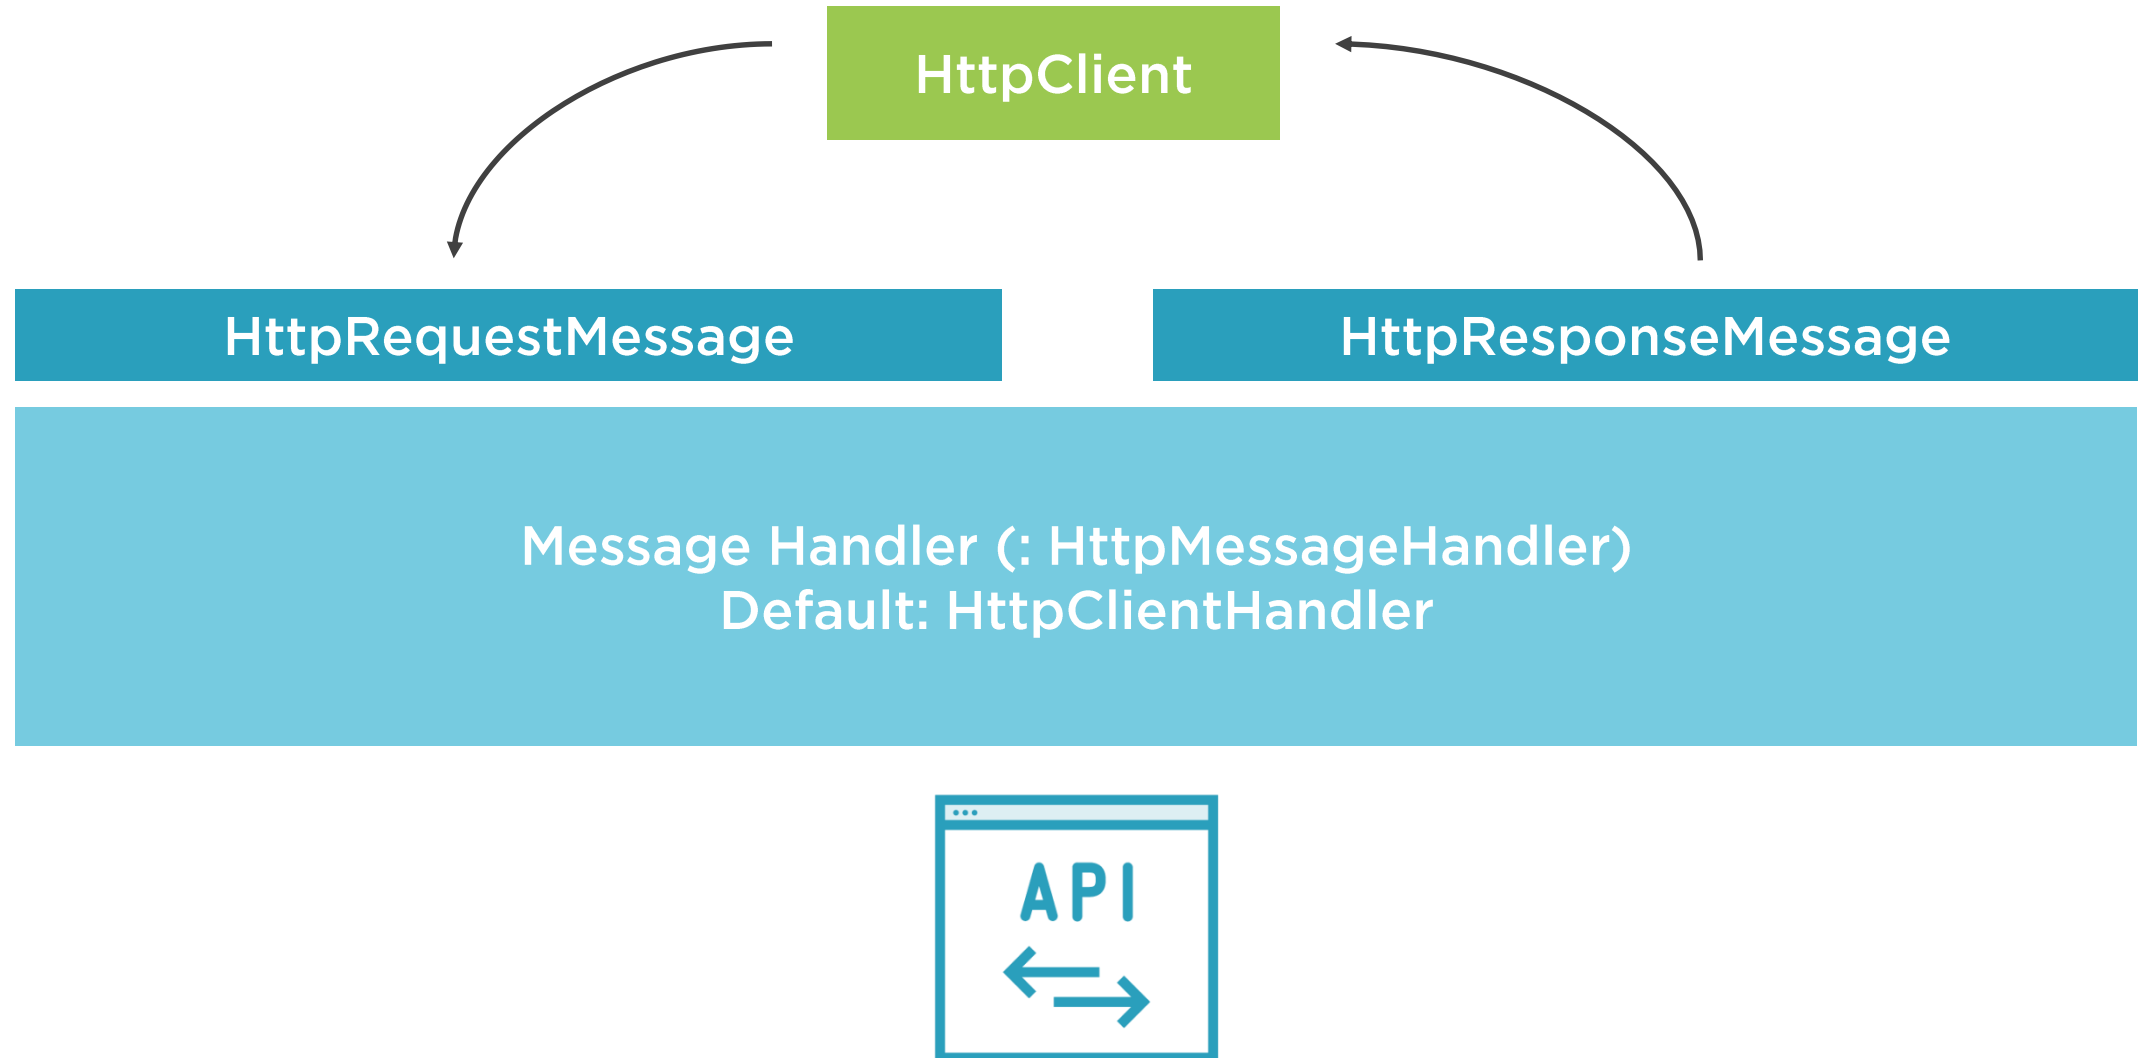 HttpClient
HttpRequestMessage
HttpResponseMessage
Message Handler (: HttpMessageHandler)
Default: HttpClientHandler
API